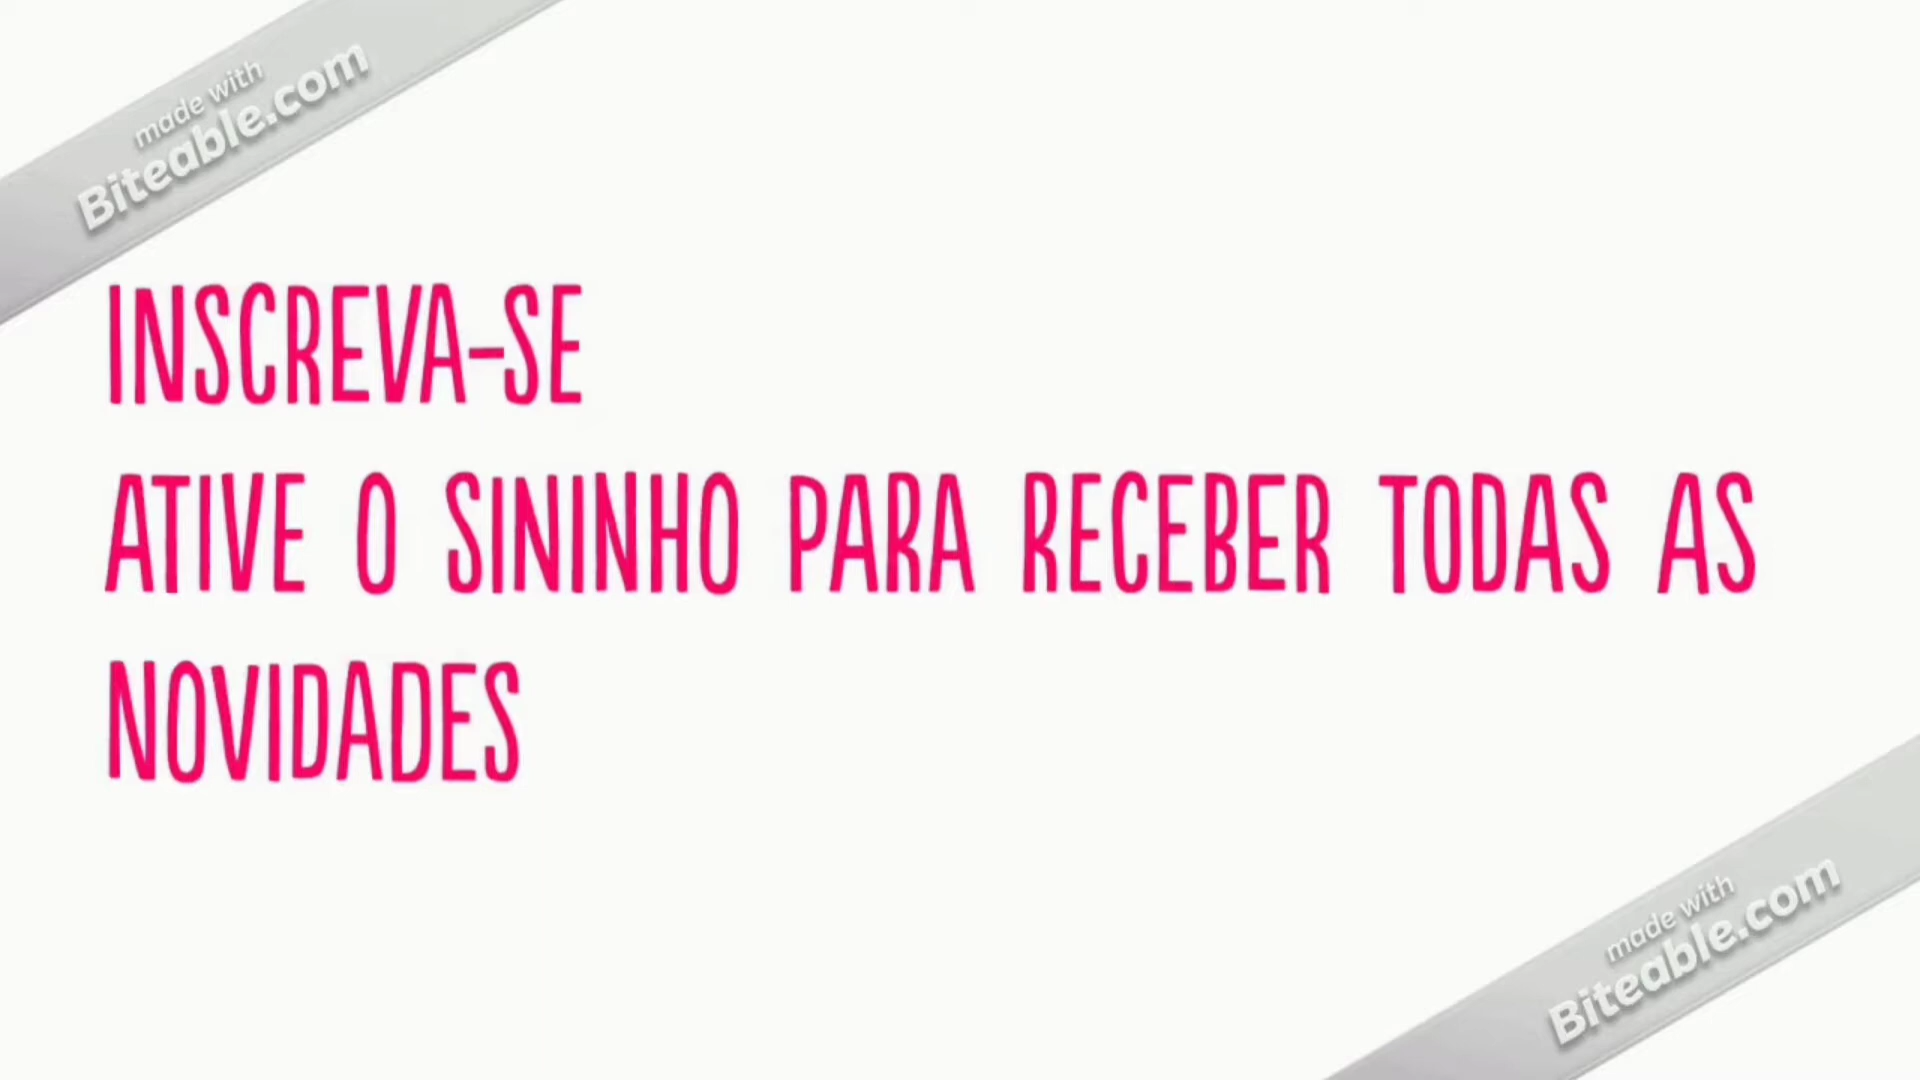 made with
Biteable.com
INSCREVA-SE
ATIVE O SININHO PARA RECEBER TODAS AS
NOVIDADES
made with
Biteable.com